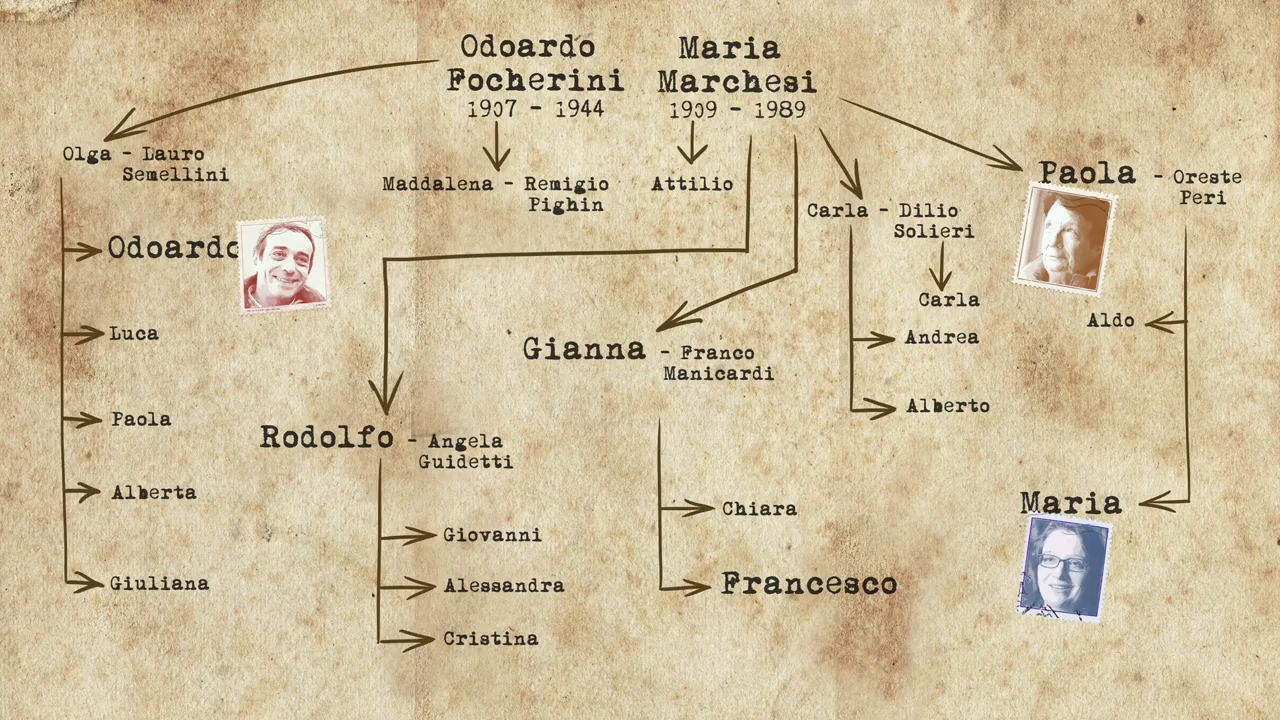 Odoardo
Focherini
1907 - 1944
Maria
Marchesi
1909 - 1989
Olga - Lauro
Semellini
Maddalena - Remigio
Pighin
Attilio
Carla - Dilio
Solieri
Paola - Oreste
Peri
Odoardo
Luca
Paola
Alberta
Giuliana
Rodolfo - Angela
Guidetti
Giovanni
Alessandra
Cristina
Gianna - Franco
Manicardi
Chiara
Francesco
Carla
Andrea
Alberto
Aldo
Maria